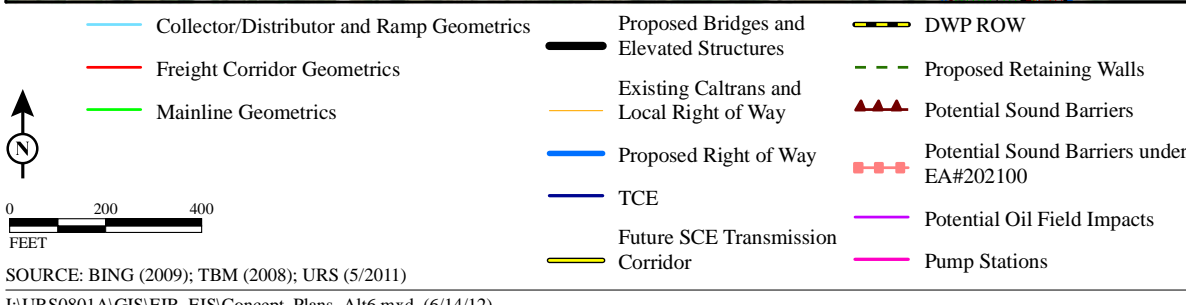 Collector/Distributor and Ramp Geometrics
Freight Corridor Geometrics
Mainline Geometrics
N
0 200 400
FEET
Proposed Bridges and
Elevated Structures
Existing Caltrans and
Local Right of Way
Proposed Right of Way
TCE
Future SCE Transmission
Corridor
DWP ROW
Proposed Retaining Walls
Potential Sound Barriers
Potential Sound Barriers under
EA#202100
Potential Oil Field Impacts
Pump Stations
SOURCE: BING (2009); TBM (2008); URS (5/2011)
I:\URS0801A\GIS\EIR_EIS\Concept_Plans_Alt6.mxd (6/14/12)